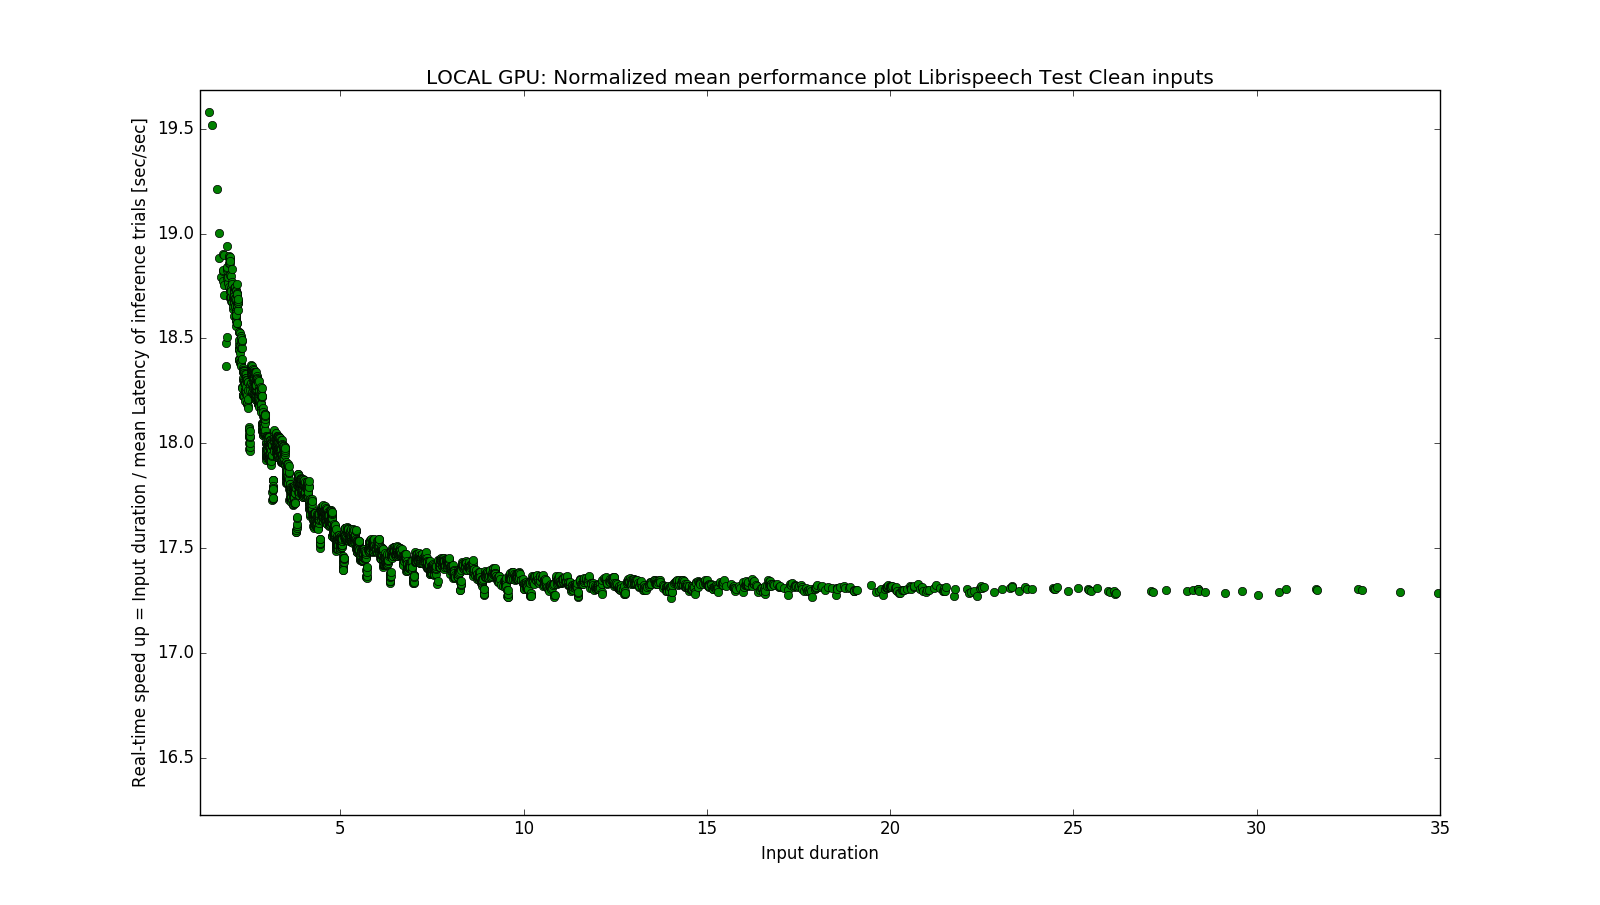 LOCAL GPU: Normalized mean performance plot Librispeech Test Clean inputs
Real-time speed up = Input duration / mean Latency of inference trials [sec/sec]
19.5
19.0
18.5
18.0
17.5
17.0
16.5
5 10 15 20 25 30 35
Input duration